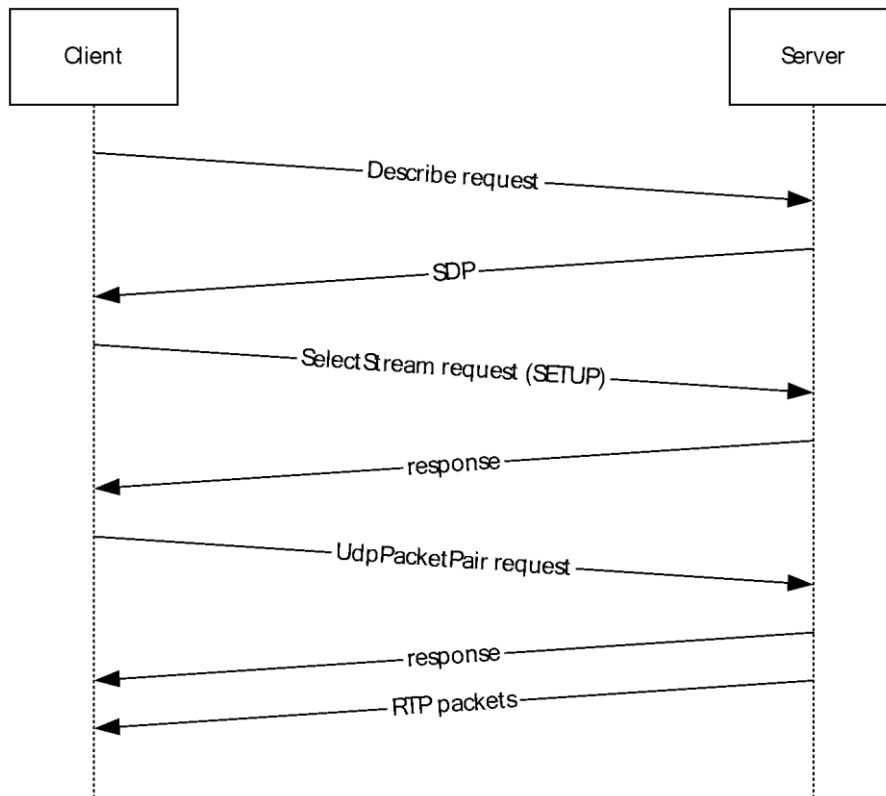 Client
Server
Describe request
SDP
SelectStream request (SETUP)
response
UdpPacketPair request
response
RTP packets